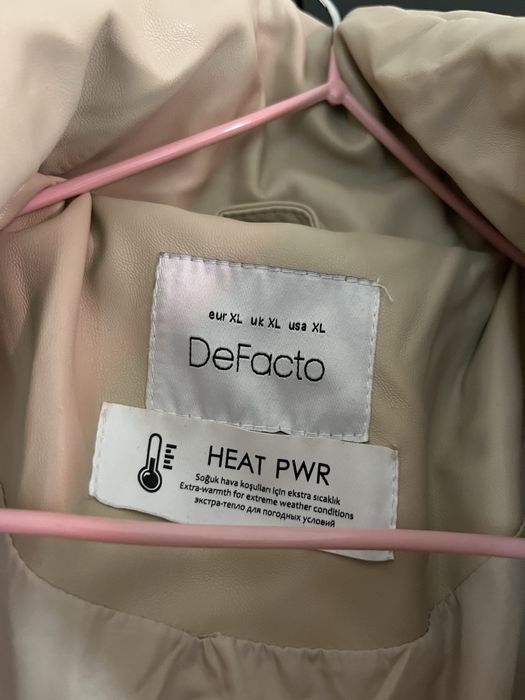 eur XL uk XL usa XL
DeFacto
HEAT PWR
Soğuk hava koşulları için ekstra sıcaklık
Extra-warmth for extreme weather conditions
экстра-тепло для погодных условий